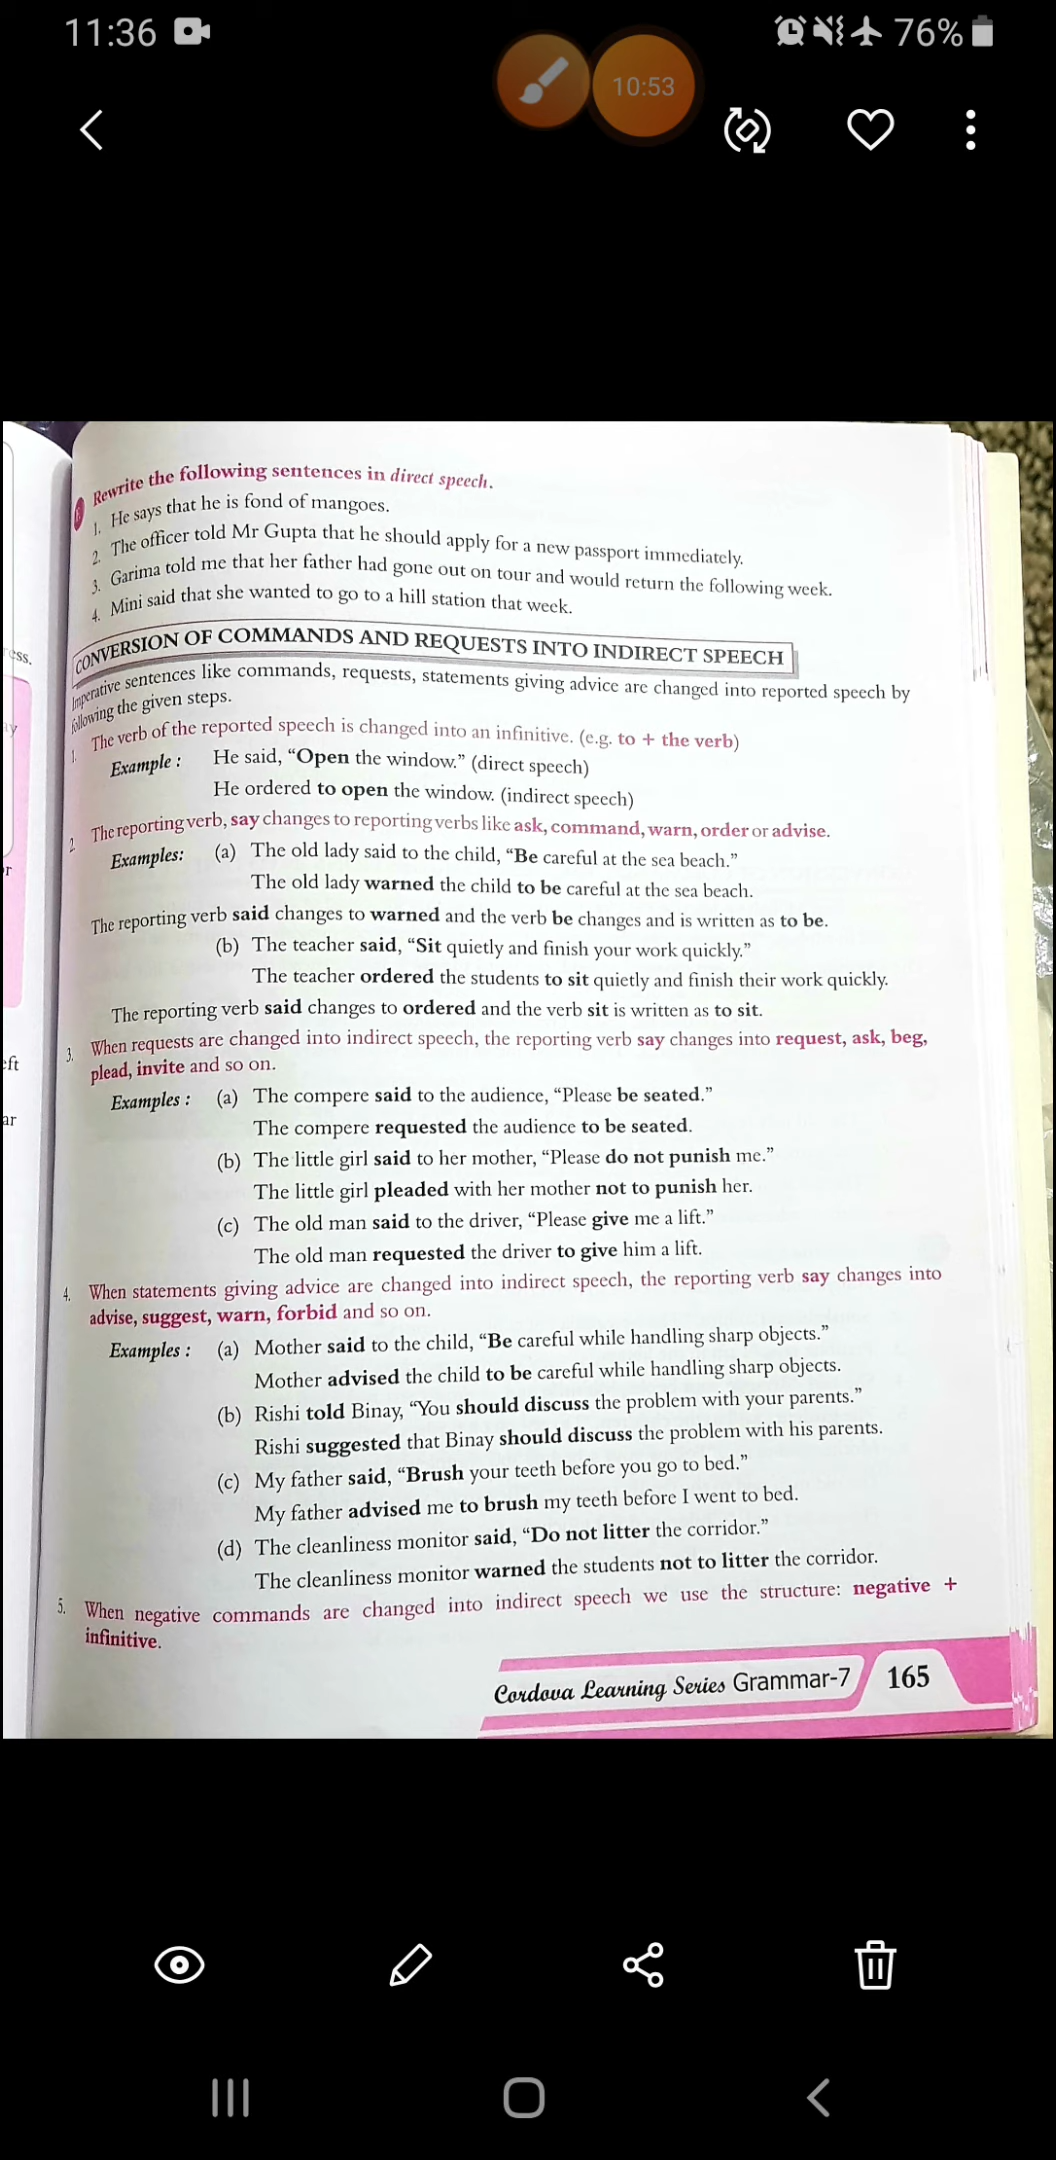 11:36
76%
10:53
Rewrite the following sentences in direct speech.
1. He says that he is fond of mangoes.
2. The officer told Mr Gupta that he should apply for a new passport immediately.
3. Garima told me that her father had gone out on tour and would return the following week.
4. Mini said that she wanted to go to a hill station that week.
CONVERSION OF COMMANDS AND REQUESTS INTO INDIRECT SPEECH
Imperative sentences like commands, requests, statements giving advice are changed into reported speech by
following the given steps.
1. The verb of the reported speech is changed into an infinitive. (e.g. to + the verb)
Example : He said, “Open the window.” (direct speech)
He ordered to open the window. (indirect speech)
2. The reporting verb, say changes to reporting verbs like ask, command, warn, order or advise.
Examples: (a) The old lady said to the child, “Be careful at the sea beach.”
The old lady warned the child to be careful at the sea beach.
The reporting verb said changes to warned and the verb be changes and is written as to be.
(b) The teacher said, “Sit quietly and finish your work quickly.”
The teacher ordered the students to sit quietly and finish their work quickly.
The reporting verb said changes to ordered and the verb sit is written as to sit.
3. When requests are changed into indirect speech, the reporting verb say changes into request, ask, beg,
plead, invite and so on.
Examples : (a) The compere said to the audience, “Please be seated.”
The compere requested the audience to be seated.
(b) The little girl said to her mother, “Please do not punish me.”
The little girl pleaded with her mother not to punish her.
(c) The old man said to the driver, “Please give me a lift.”
The old man requested the driver to give him a lift.
4. When statements giving advice are changed into indirect speech, the reporting verb say changes into
advise, suggest, warn, forbid and so on.
Examples : (a) Mother said to the child, “Be careful while handling sharp objects.”
Mother advised the child to be careful while handling sharp objects.
(b) Rishi told Binay, “You should discuss the problem with your parents.”
Rishi suggested that Binay should discuss the problem with his parents.
(c) My father said, “Brush your teeth before you go to bed.”
My father advised me to brush my teeth before I went to bed.
(d) The cleanliness monitor said, “Do not litter the corridor.”
The cleanliness monitor warned the students not to litter the corridor.
5. When negative commands are changed into indirect speech we use the structure: negative +
infinitive.
Cordova Learning Series Grammar-7 165